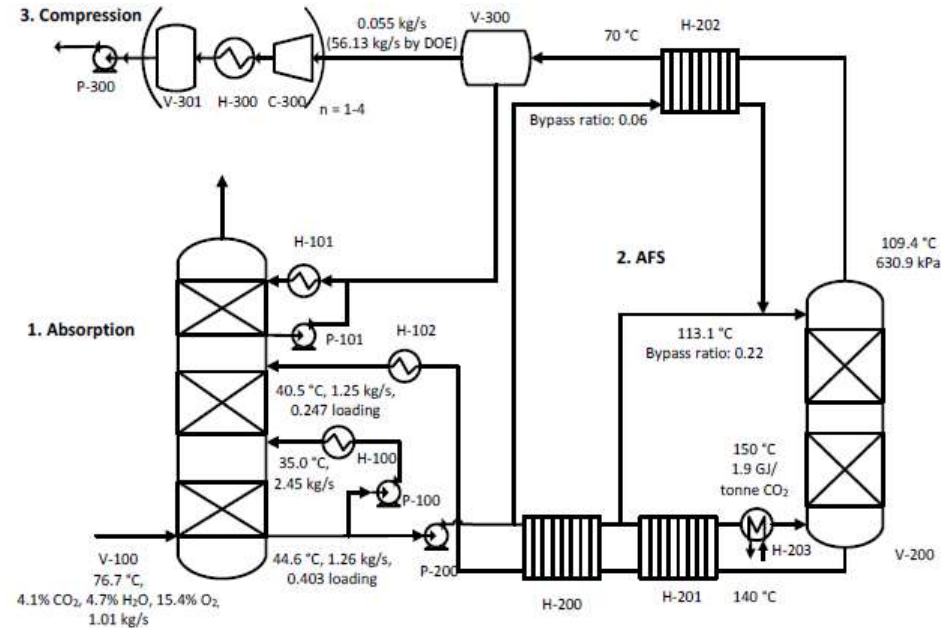 3. Compression
0.055 kg/s
(56.13 kg/s by DOE)
V-300
70 °C
H-202
P-300
V-301
H-300
C-300
n = 1-4
Bypass ratio: 0.06
H-101
2. AFS
109.4 °C
630.9 kPa
1. Absorption
P-101
H-102
113.1 °C
Bypass ratio: 0.22
40.5 °C, 1.25 kg/s,
0.247 loading
35.0 °C,
2.45 kg/s
H-100
P-100
150 °C
1.9 GJ/
tonne CO₂
H-203
V-100
76.7 °C,
4.1% CO₂, 4.7% H₂O, 15.4% O₂,
1.01 kg/s
44.6 °C, 1.26 kg/s,
0.403 loading
P-200
H-200
H-201
140 °C
V-200